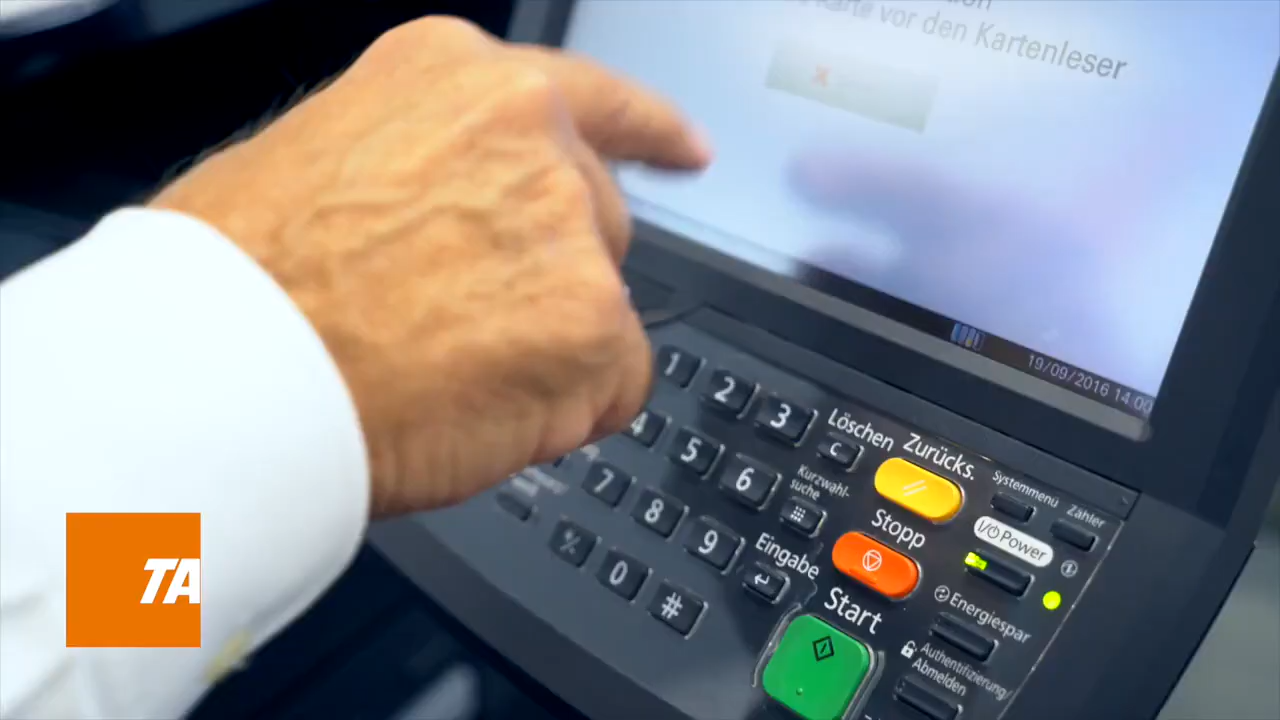 Karte vor den Kartenleser
19/09/2016 14:00
1
2
3
Löschen
C
Zurücks.
Systemmenü
Zähler
4
5
6
Kurzwahl-
suche
Stopp
Power
7
8
9
Eingabe
Energiespar
0
#
Start
Authentifizierung/
Abmelden
TA